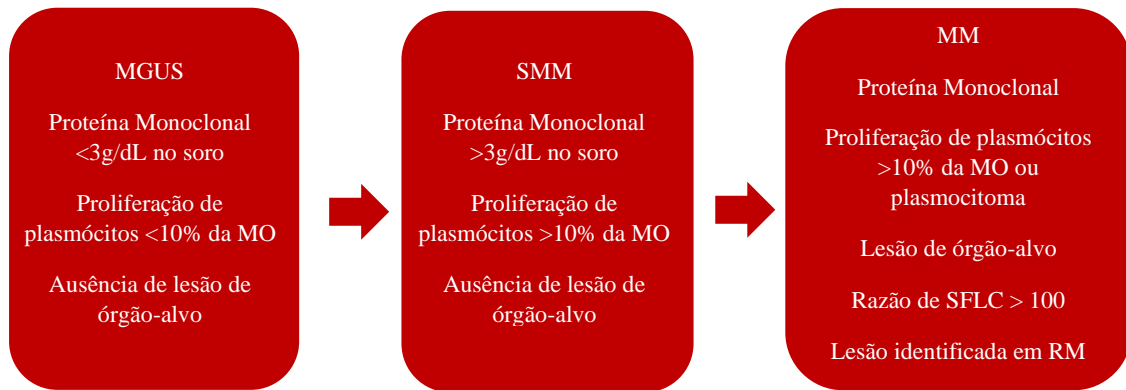 MGUS
Proteína Monoclonal
<3g/dL no soro
Proliferação de
plasmócitos <10% da MO
Ausência de lesão de
órgão-alvo
SMM
Proteína Monoclonal
>3g/dL no soro
Proliferação de
plasmócitos >10% da MO
Ausência de lesão de
órgão-alvo
MM
Proteína Monoclonal
Proliferação de plasmócitos
>10% da MO ou
plasmocitoma
Lesão de órgão-alvo
Razão de SFLC > 100
Lesão identificada em RM